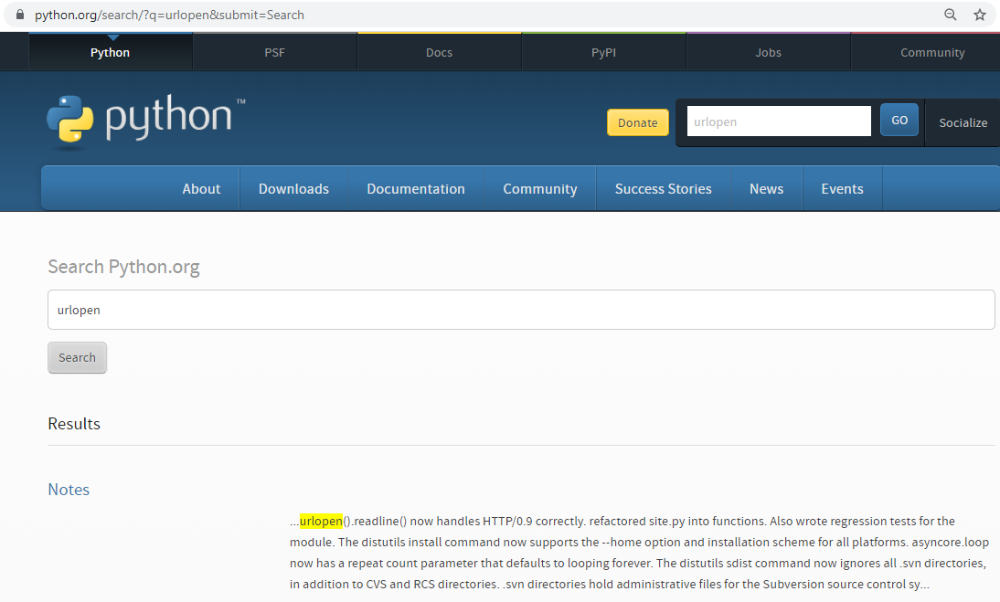 python.org/search/?q=urlopen&submit=Search
Python PSF Docs PyPI Jobs Community
python™
Donate urlopen GO Socialize
About Downloads Documentation Community Success Stories News Events
Search Python.org
urlopen
Search
Results
Notes
...urlopen().readline() now handles HTTP/0.9 correctly. refactored site.py into functions. Also wrote regression tests for the
module. The distutils install command now supports the --home option and installation scheme for all platforms. asyncore.loop
now has a repeat count parameter that defaults to looping forever. The distutils sdist command now ignores all .svn directories,
in addition to CVS and RCS directories. .svn directories hold administrative files for the Subversion source control sy...